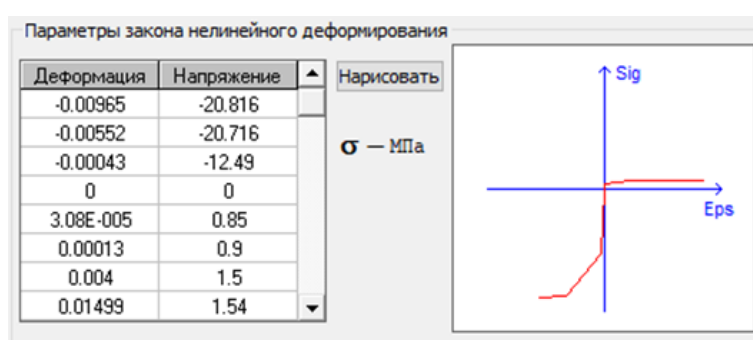 Параметры закона нелинейного деформирования
Деформация Напряжение Нарисовать
-0.00965 -20.816
-0.00552 -20.716
-0.00043 -12.49
0 0
3.08E-005 0.85
0.00013 0.9
0.004 1.5
0.01499 1.54
σ — МПа
Sig
Eps